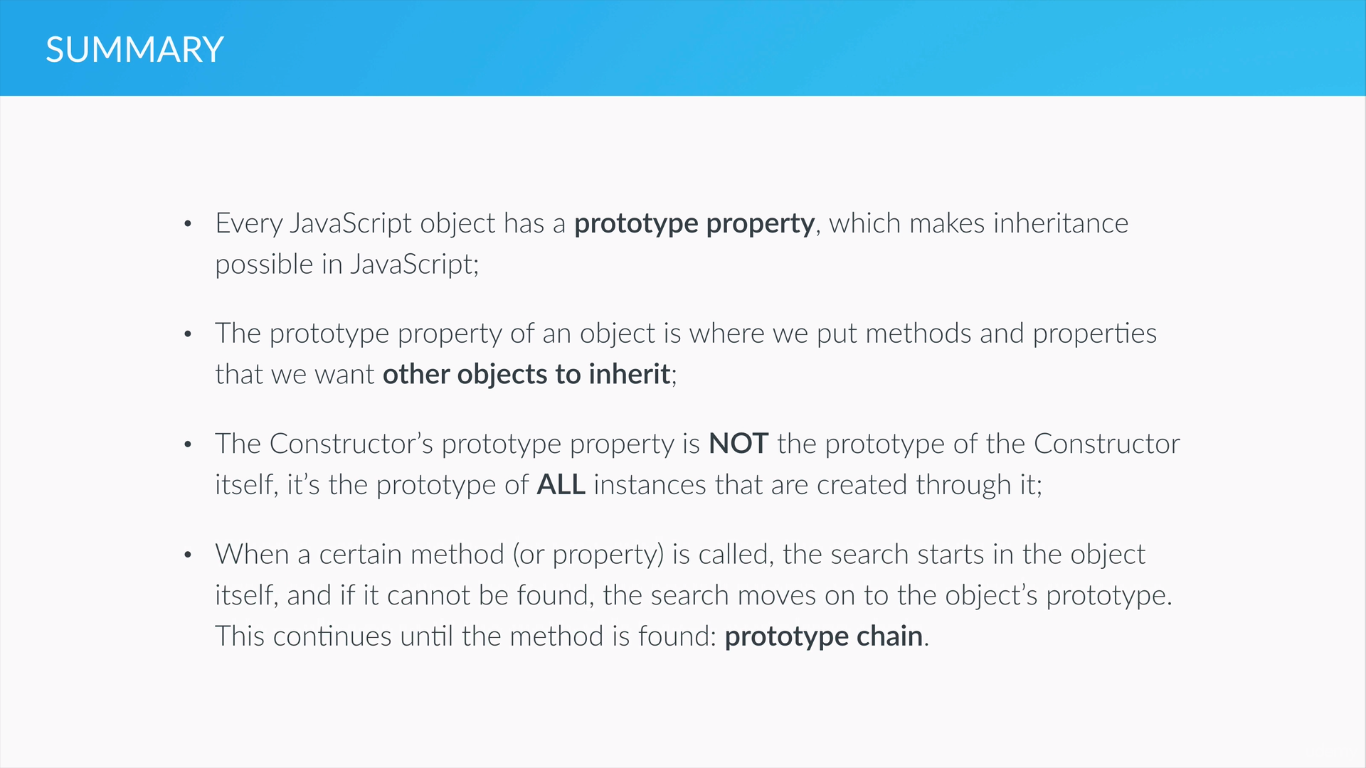 SUMMARY
• Every JavaScript object has a prototype property, which makes inheritance
possible in JavaScript;
• The prototype property of an object is where we put methods and properties
that we want other objects to inherit;
• The Constructor’s prototype property is NOT the prototype of the Constructor
itself, it’s the prototype of ALL instances that are created through it;
• When a certain method (or property) is called, the search starts in the object
itself, and if it cannot be found, the search moves on to the object’s prototype.
This continues until the method is found: prototype chain.